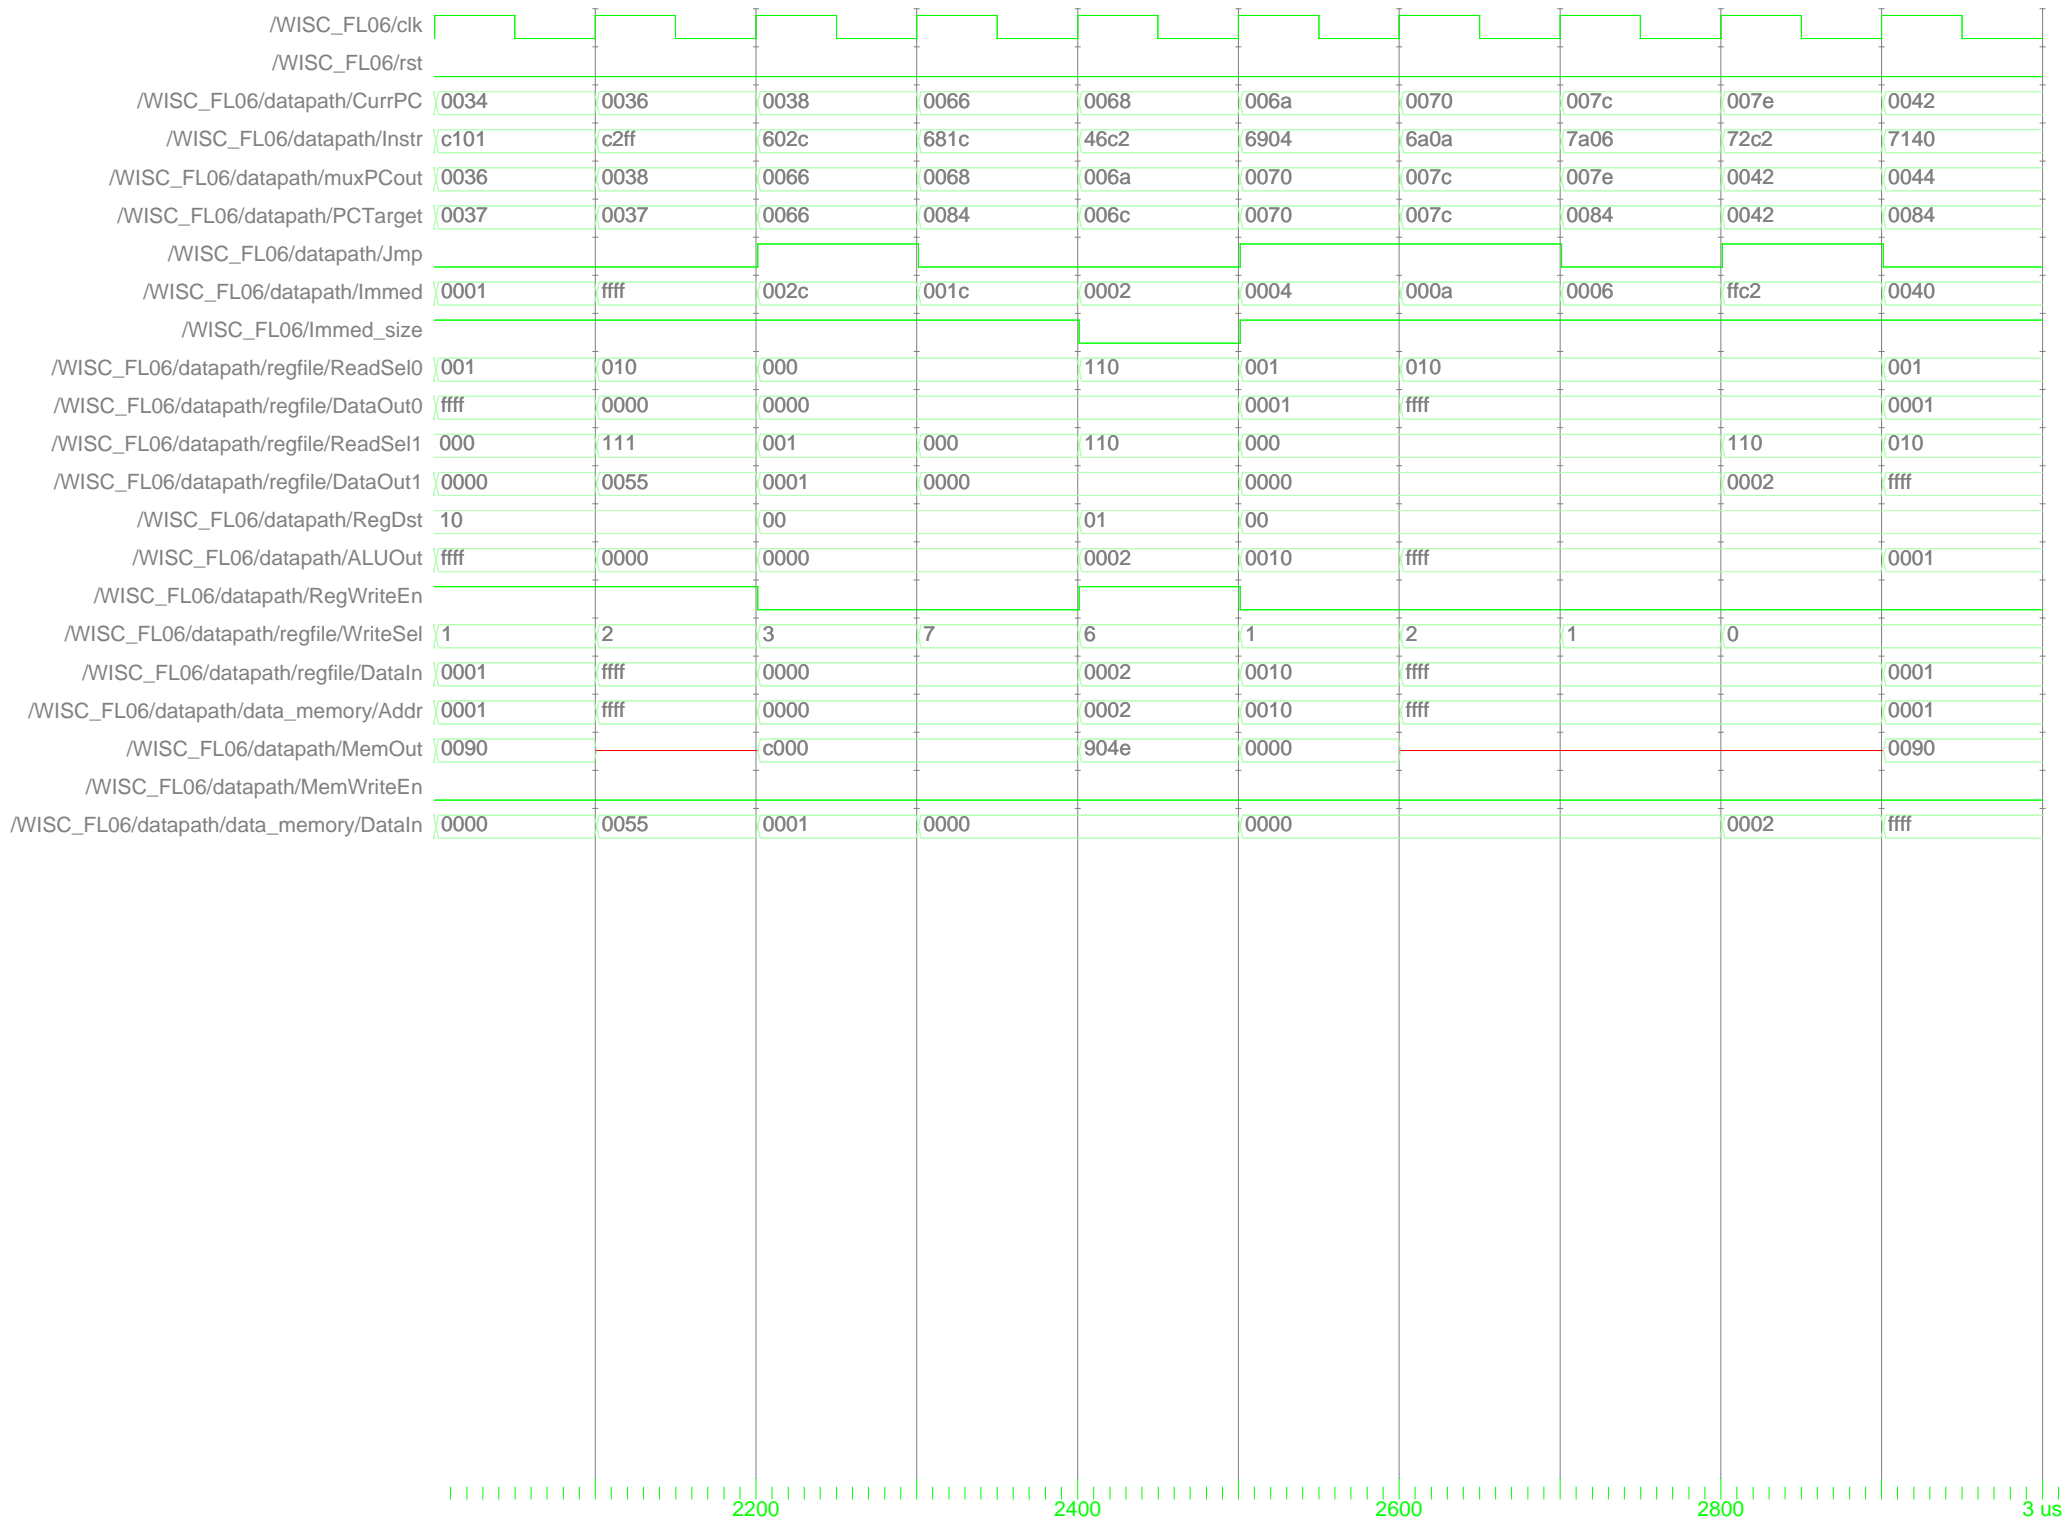 /WISC_FL06/clk
/WISC_FL06/rst
/WISC_FL06/datapath/CurrPC 0034 0036 0038 0066 0068 006a 0070 007c 007e 0042
/WISC_FL06/datapath/Instr c101 c2ff 602c 681c 46c2 6904 6a0a 7a06 72c2 7140
/WISC_FL06/datapath/muxPCout 0036 0038 0066 0068 006a 0070 007c 007e 0042 0044
/WISC_FL06/datapath/PCTarget 0037 0037 0066 0084 006c 0070 007c 0084 0042 0084
/WISC_FL06/datapath/Jmp
/WISC_FL06/datapath/Immed 0001 ffff 002c 001c 0002 0004 000a 0006 ffc2 0040
/WISC_FL06/Immed_size
/WISC_FL06/datapath/regfile/ReadSel0 001 010 000 110 001 010 001
/WISC_FL06/datapath/regfile/DataOut0 ffff 0000 0000 0001 ffff 0001
/WISC_FL06/datapath/regfile/ReadSel1 000 111 001 000 110 000 110 010
/WISC_FL06/datapath/regfile/DataOut1 0000 0055 0001 0000 0000 0002 ffff
/WISC_FL06/datapath/RegDst 10 00 01 00
/WISC_FL06/datapath/ALUOut ffff 0000 0000 0002 0010 ffff 0001
/WISC_FL06/datapath/RegWriteEn
/WISC_FL06/datapath/regfile/WriteSel 1 2 3 7 6 1 2 1 0
/WISC_FL06/datapath/regfile/DataIn 0001 ffff 0000 0002 0010 ffff 0001
/WISC_FL06/datapath/data_memory/Addr 0001 ffff 0000 0002 0010 ffff 0001
/WISC_FL06/datapath/MemOut 0090 c000 904e 0000 0090
/WISC_FL06/datapath/MemWriteEn
/WISC_FL06/datapath/data_memory/DataIn 0000 0055 0001 0000 0000 0002 ffff
2200 2400 2600 2800 3 us